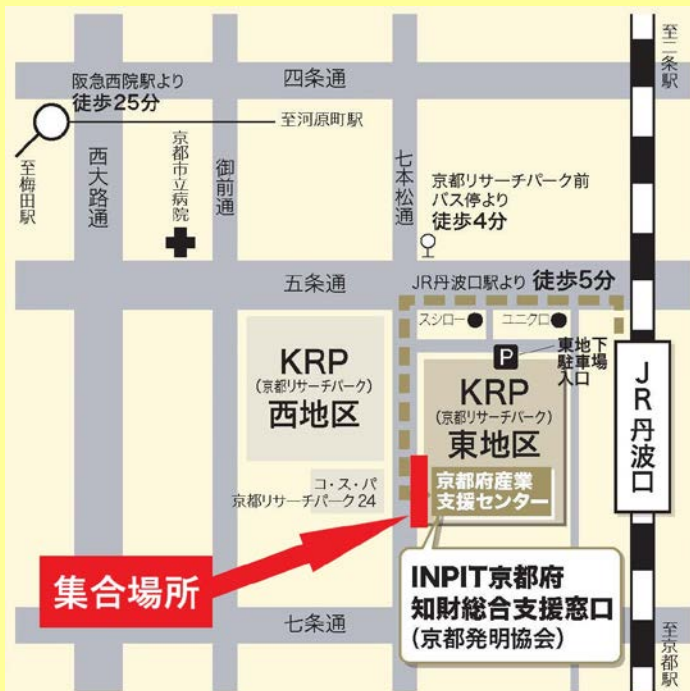 至二条駅
四条通
阪急西院駅より
徒歩25分
至河原町駅
至梅田駅
西大路通
京都市立病院
御前通
七本松通
京都リサーチパーク前
バス停より
徒歩4分
五条通
JR丹波口駅より 徒歩5分
スシロー
ユニクロ
P
東地下
駐車場
入口
JR丹波口
KRP
(京都リサーチパーク)
西地区
KRP
(京都リサーチパーク)
東地区
コ・ス・パ
京都リサーチパーク24
京都府産業
支援センター
集合場所
INPIT京都府
知財総合支援窓口
(京都発明協会)
七条通
至京都駅